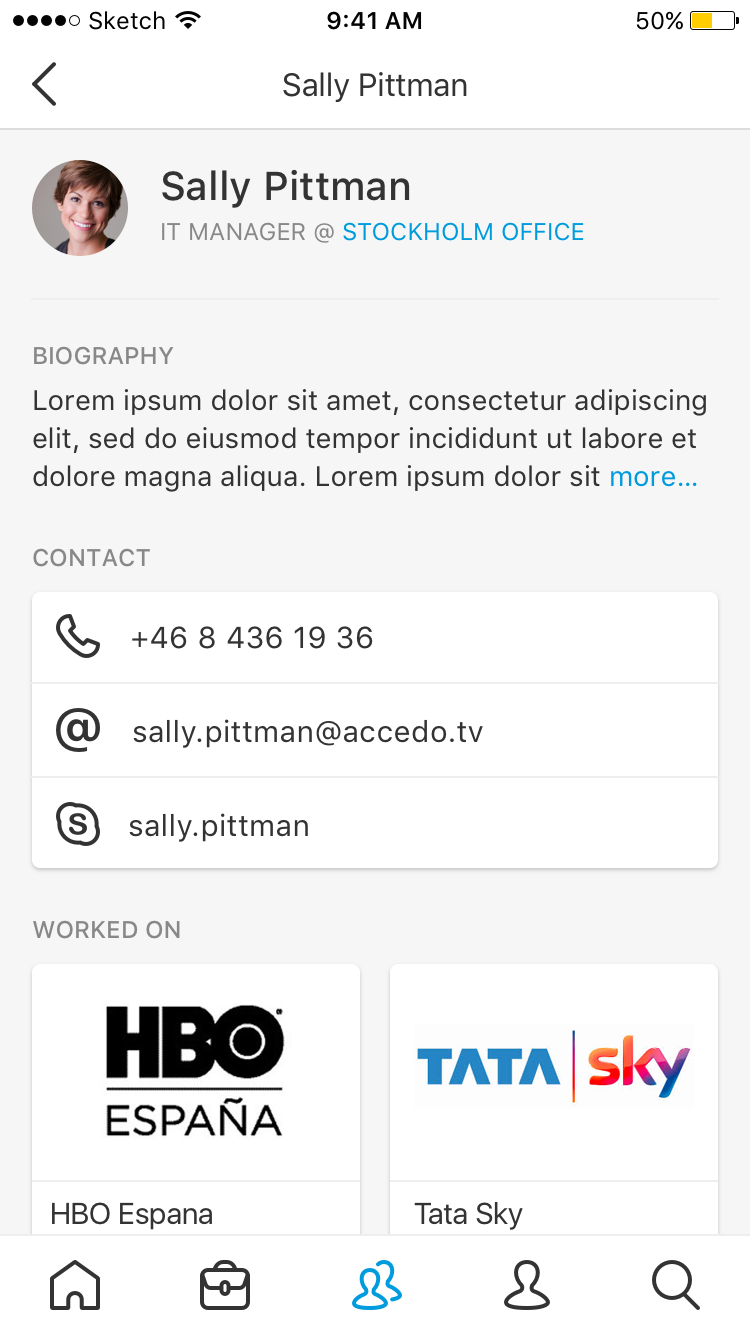 Sketch 9:41 AM 50%
Sally Pittman
Sally Pittman
IT MANAGER @ STOCKHOLM OFFICE
BIOGRAPHY
Lorem ipsum dolor sit amet, consectetur adipiscing
elit, sed do eiusmod tempor incididunt ut labore et
dolore magna aliqua. Lorem ipsum dolor sit more...
CONTACT
+46 8 436 19 36
@ sally.pittman@accedo.tv
S sally.pittman
WORKED ON
HBO
ESPAÑA
TATA sky
HBO Espana
Tata Sky